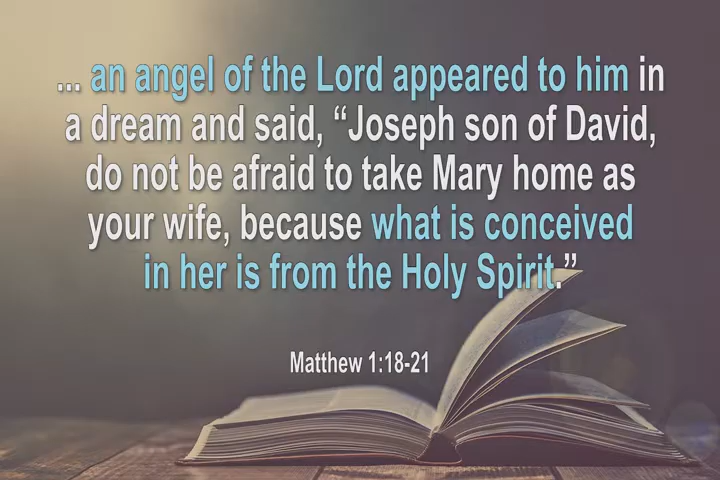 ... an angel of the Lord appeared to him in
a dream and said, “Joseph son of David,
do not be afraid to take Mary home as
your wife, because what is conceived
in her is from the Holy Spirit.”
Matthew 1:18-21